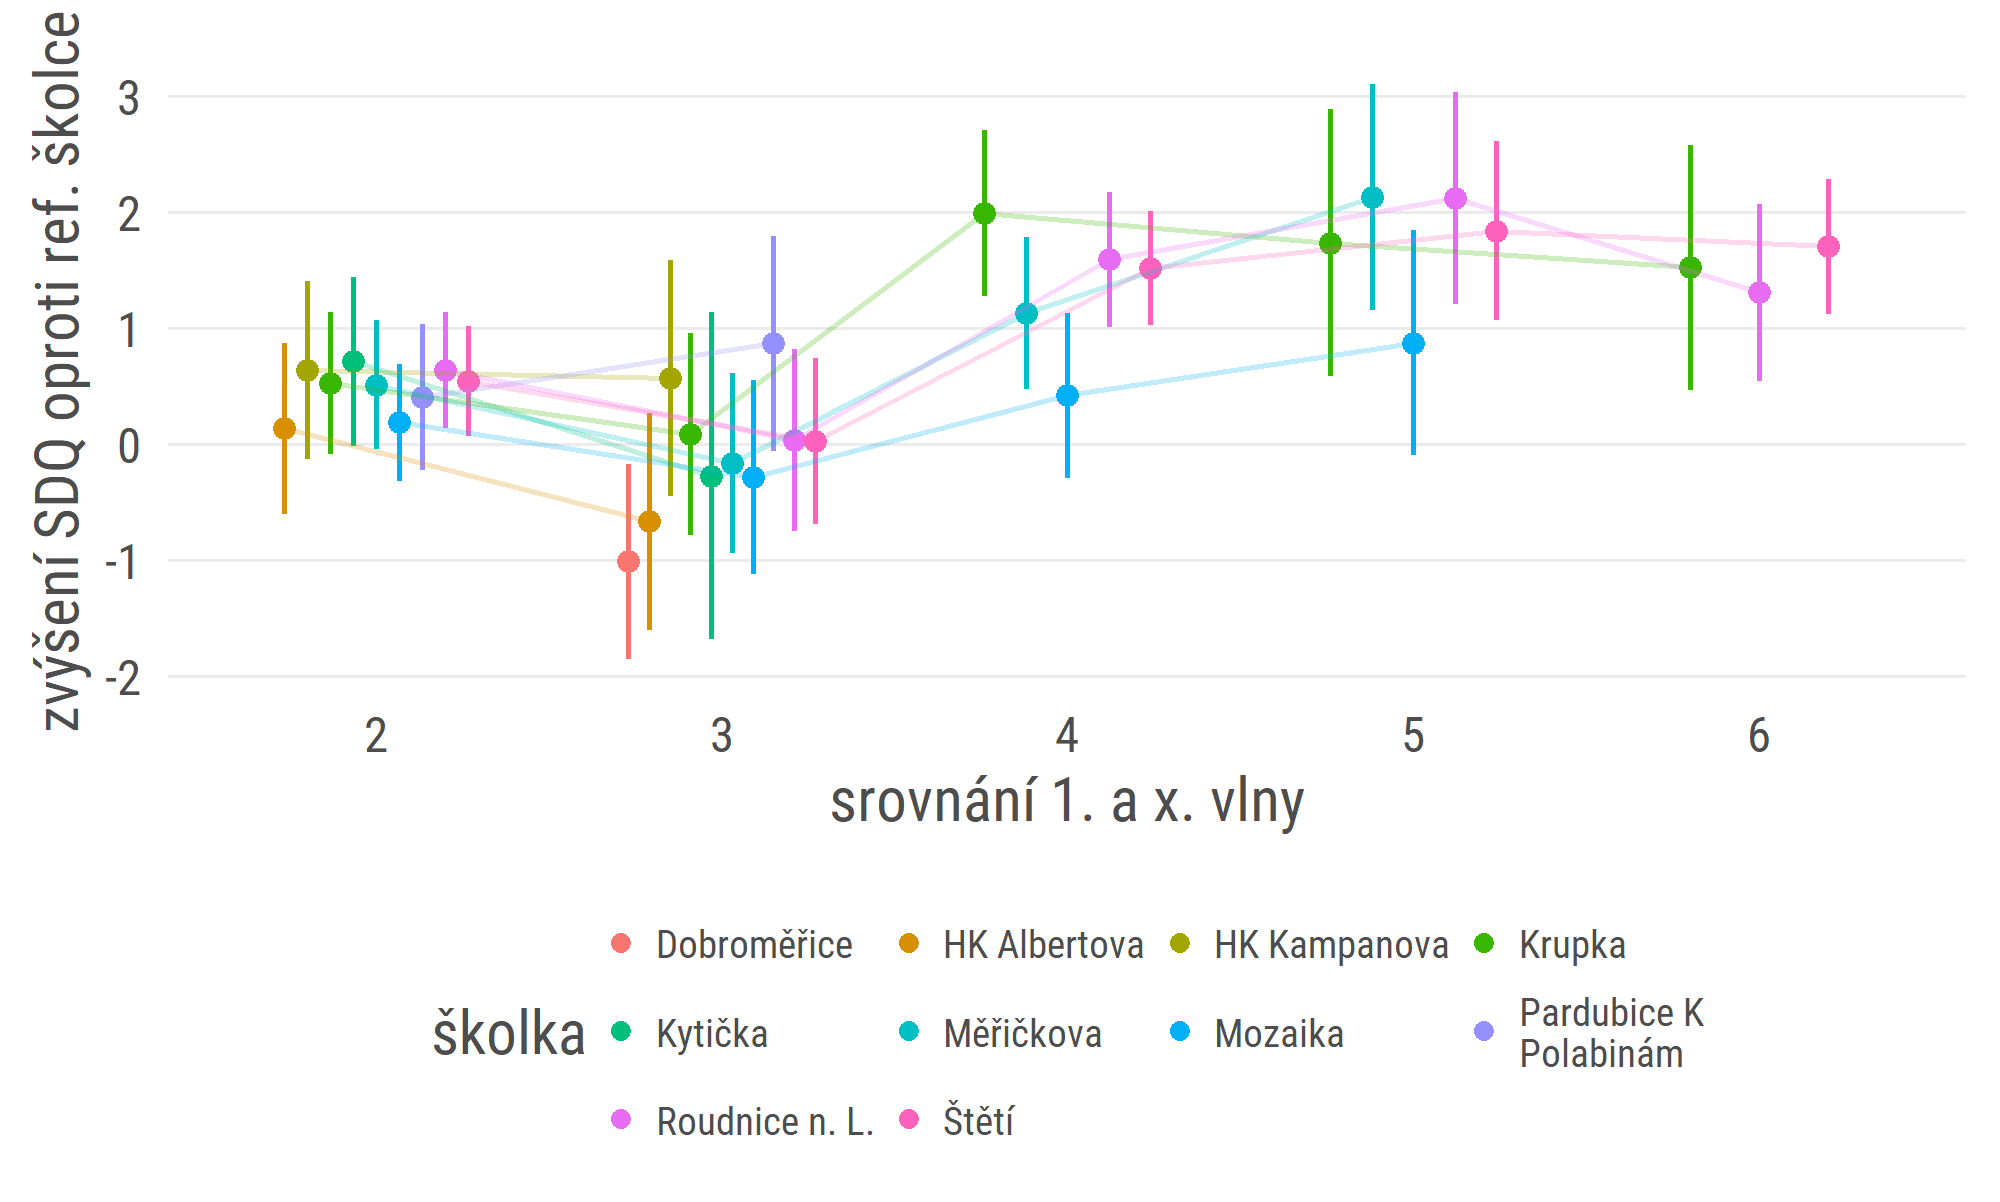 zvýšení SDQ oproti ref. školce
3
2
1
0
-1
-2
2 3 4 5 6
srovnání 1. a x. vlny
školka
Dobroměřice HK Albertova HK Kampanova Krupka
Kytička Měřičkova Mozaika Pardubice K
Polabinám
Roudnice n. L. Štětí